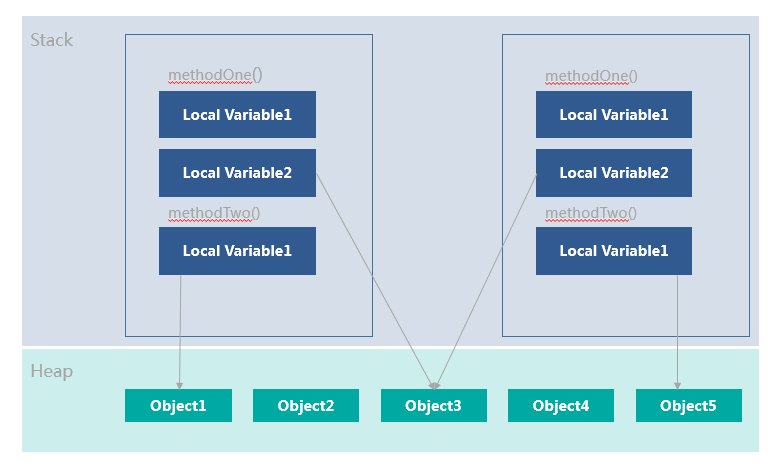 Stack
methodOne()
Local Variable1
Local Variable2
methodTwo()
Local Variable1
methodOne()
Local Variable1
Local Variable2
methodTwo()
Local Variable1
Heap
Object1
Object2
Object3
Object4
Object5